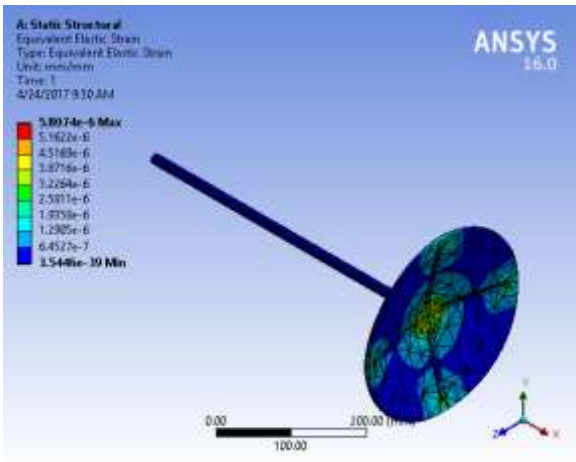 A: Static Structural
Equivalent Elastic Strain
Type: Equivalent Elastic Strain
Unit: mm/mm
Time: 1
4/24/2017 9:30 AM
ANSYS
16.0
5.8074e-6 Max
5.1622e-6
4.5169e-6
3.8716e-6
3.2264e-6
2.5811e-6
1.9358e-6
1.2905e-6
6.4527e-7
3.5446e-39 Min
0.00
200.00
100.00
Y
Z
X